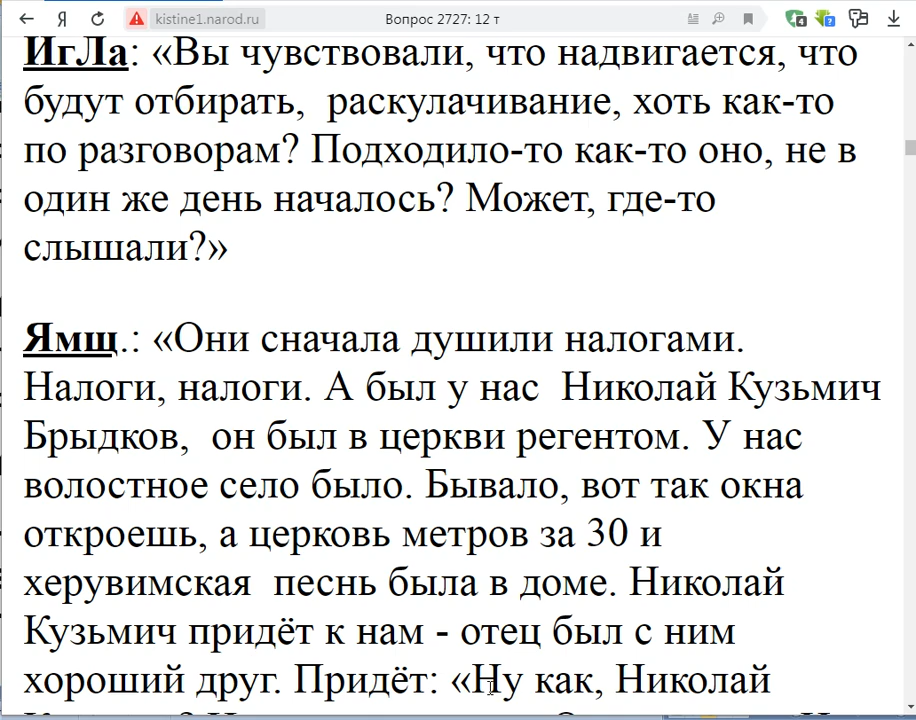 kistine1.narod.ru
Вопрос 2727: 12 т
ИгЛа: «Вы чувствовали, что надвигается, что
будут отбирать,  раскулачивание, хоть как-то
по разговорам? Подходило-то как-то оно, не в
один же день началось? Может, где-то
слышали?»
Ямщ.: «Они сначала душили налогами.
Налоги, налоги. А был у нас  Николай Кузьмич
Брыдков,  он был в церкви регентом. У нас
волостное село было. Бывало, вот так окна
откроешь, а церковь метров за 30 и
херувимская  песнь была в доме. Николай
Кузьмич придёт к нам - отец был с ним
хороший друг. Придёт: «Ну как, Николай